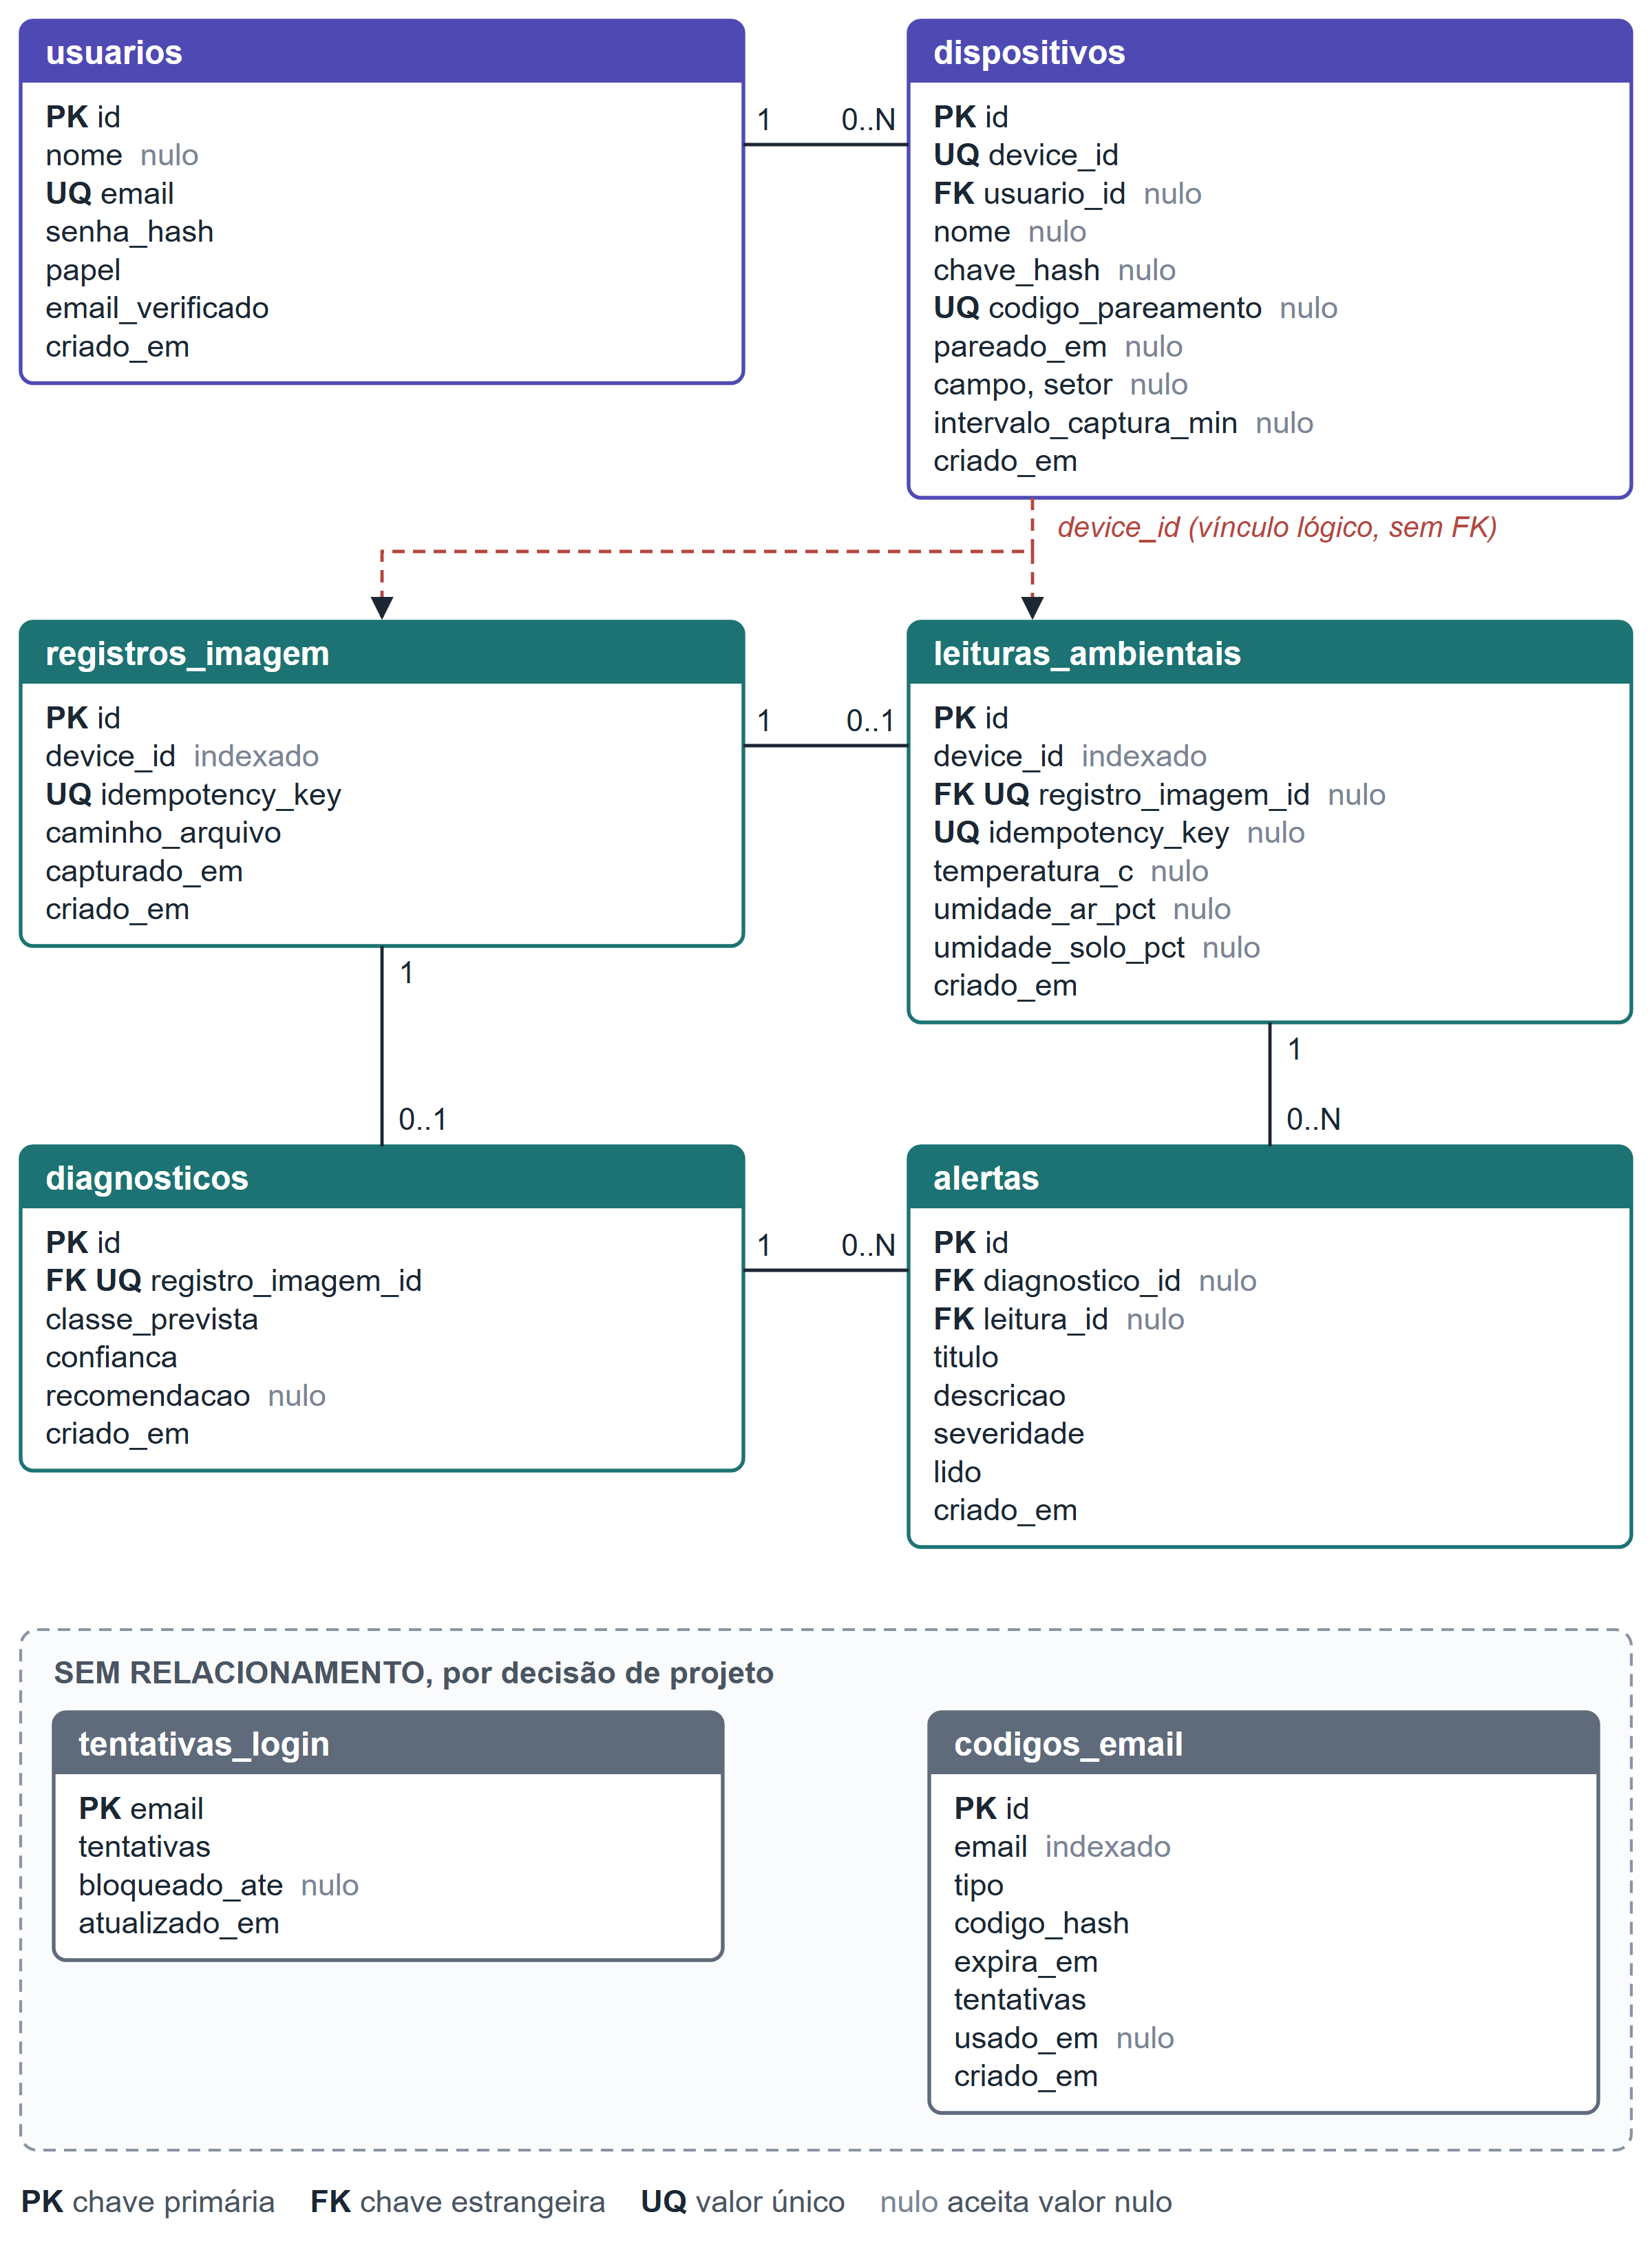 usuarios
PK id
nome nulo
UQ email
senha_hash
papel
email_verificado
criado_em
1 0..N
dispositivos
PK id
UQ device_id
FK usuario_id nulo
nome nulo
chave_hash nulo
UQ codigo_pareamento nulo
pareado_em nulo
campo, setor nulo
intervalo_captura_min nulo
criado_em
device_id (vínculo lógico, sem FK)
registros_imagem
PK id
device_id indexado
UQ idempotency_key
caminho_arquivo
capturado_em
criado_em
1 0..1
leituras_ambientais
PK id
device_id indexado
FK UQ registro_imagem_id nulo
UQ idempotency_key nulo
temperatura_c nulo
umidade_ar_pct nulo
umidade_solo_pct nulo
criado_em
1
0..1
1
0..N
diagnosticos
PK id
FK UQ registro_imagem_id
classe_prevista
confianca
recomendacao nulo
criado_em
1 0..N
alertas
PK id
FK diagnostico_id nulo
FK leitura_id nulo
titulo
descricao
severidade
lido
criado_em
SEM RELACIONAMENTO, por decisão de projeto
tentativas_login
PK email
tentativas
bloqueado_ate nulo
atualizado_em
codigos_email
PK id
email indexado
tipo
codigo_hash
expira_em
tentativas
usado_em nulo
criado_em
PK chave primária FK chave estrangeira UQ valor único nulo aceita valor nulo